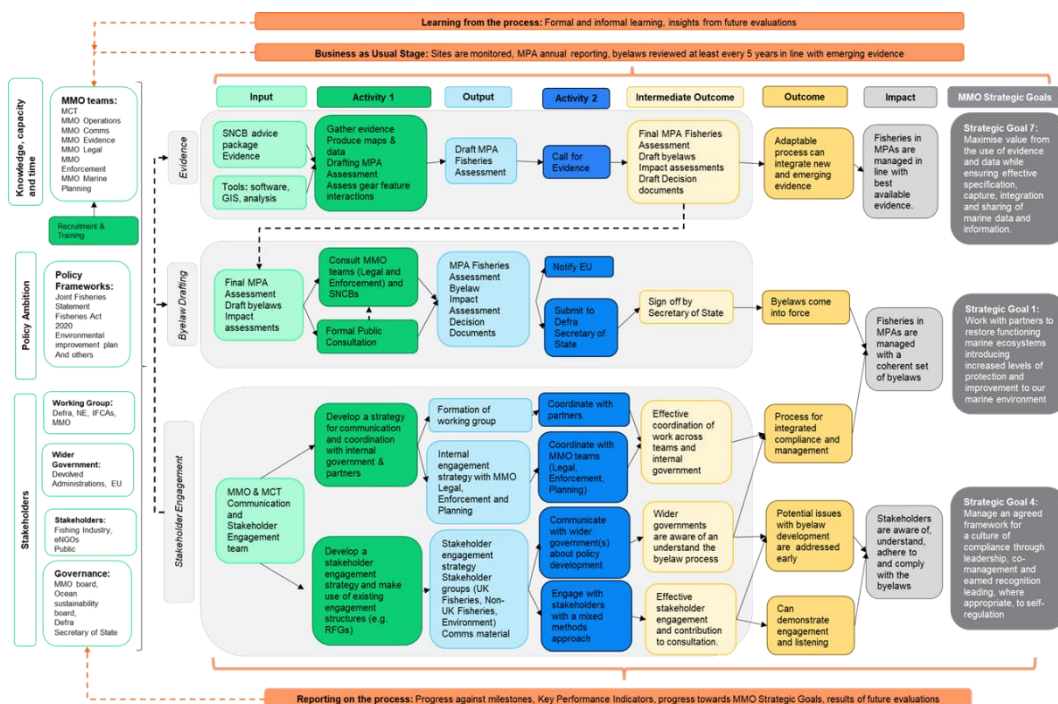 Learning from the process: Formal and informal learning, insights from future evaluations
Business as Usual Stage: Sites are monitored, MPA annual reporting, byelaws reviewed at least every 5 years in line with emerging evidence
Knowledge, capacity
and time
MMO teams:
MCT
MMO Operations
MMO Comms
MMO Evidence
MMO Legal
MMO
Enforcement
MMO Marine
Planning
Recruitment &
Training
Policy Ambition
Policy
Frameworks:
Joint Fisheries
Statement
Fisheries Act
2020
Environmental
improvement plan
And others
Stakeholders
Working Group:
Defra, NE, IFCAs,
MMO
Wider
Government:
Devolved
Administrations, EU
Stakeholders:
Fishing Industry,
eNGOs
Public
Governance:
MMO board,
Ocean
sustainability
board,
Defra
Secretary of State
Input
Activity 1
Output
Activity 2
Intermediate Outcome
Outcome
Impact
MMO Strategic Goals
Evidence
SNCB advice
package
Evidence
Tools: software,
GIS, analysis
Gather evidence
Produce maps &
data
Drafting MPA
Assessment
Assess gear feature
interactions
Draft MPA
Fisheries
Assessment
Call for
Evidence
Final MPA Fisheries
Assessment
Draft byelaws
Impact assessments
Draft Decision
documents
Adaptable
process can
integrate new
and emerging
evidence
Fisheries in
MPAs are
managed in
line with
best
available
evidence.
Strategic Goal 7:
Maximise value from
the use of evidence
and data while
ensuring effective
specification,
capture, integration
and sharing of
marine data and
information.
Byelaw Drafting
Final MPA
Assessment
Draft byelaws
Impact
assessments
Consult MMO
teams (Legal and
Enforcement) and
SNCBs
Formal Public
Consultation
MPA Fisheries
Assessment
Byelaw
Impact
Assessment
Decision
Documents
Notify EU
Submit to
Defra
Secretary of
State
Sign off by
Secretary of State
Byelaws come
into force
Fisheries in
MPAs are
managed
with a
coherent set
of byelaws
Strategic Goal 1:
Work with partners to
restore functioning
marine ecosystems
introducing
increased levels of
protection and
improvement to our
marine environment
Stakeholder Engagement
MMO & MCT
Communication
and
Stakeholder
Engagement
team
Develop a strategy
for communication
and coordination
with internal
government &
partners
Develop a
stakeholder
engagement
strategy and make
use of existing
engagement
structures (e.g.
RFGs)
Formation of
working group
Internal
engagement
strategy with MMO
Legal,
Enforcement and
Planning
Stakeholder
engagement
strategy
Stakeholder
groups (UK
Fisheries, Non-
UK Fisheries,
Environment)
Comms material
Coordinate with
partners
Coordinate with
MMO teams
(Legal,
Enforcement,
Planning)
Communicate with
wider
government(s)
about policy
development
Engage with
stakeholders
with a mixed
methods
approach
Effective
coordination of
work across
teams and
internal
government
Wider
governments
are aware of an
understand the
byelaw process
Effective
stakeholder
engagement
and contribution
to consultation.
Process for
integrated
compliance and
management
Potential issues
with byelaw
development
are addressed
early
Can
demonstrate
engagement
and listening
Stakeholders
are aware of,
understand,
adhere to
and comply
with the
byelaws
Strategic Goal 4:
Manage an agreed
framework for
a culture of
compliance through
leadership, co-
management and
earned recognition
leading, where
appropriate, to self-
regulation
Reporting on the process: Progress against milestones, Key Performance Indicators, progress towards MMO Strategic Goals, results of future evaluations